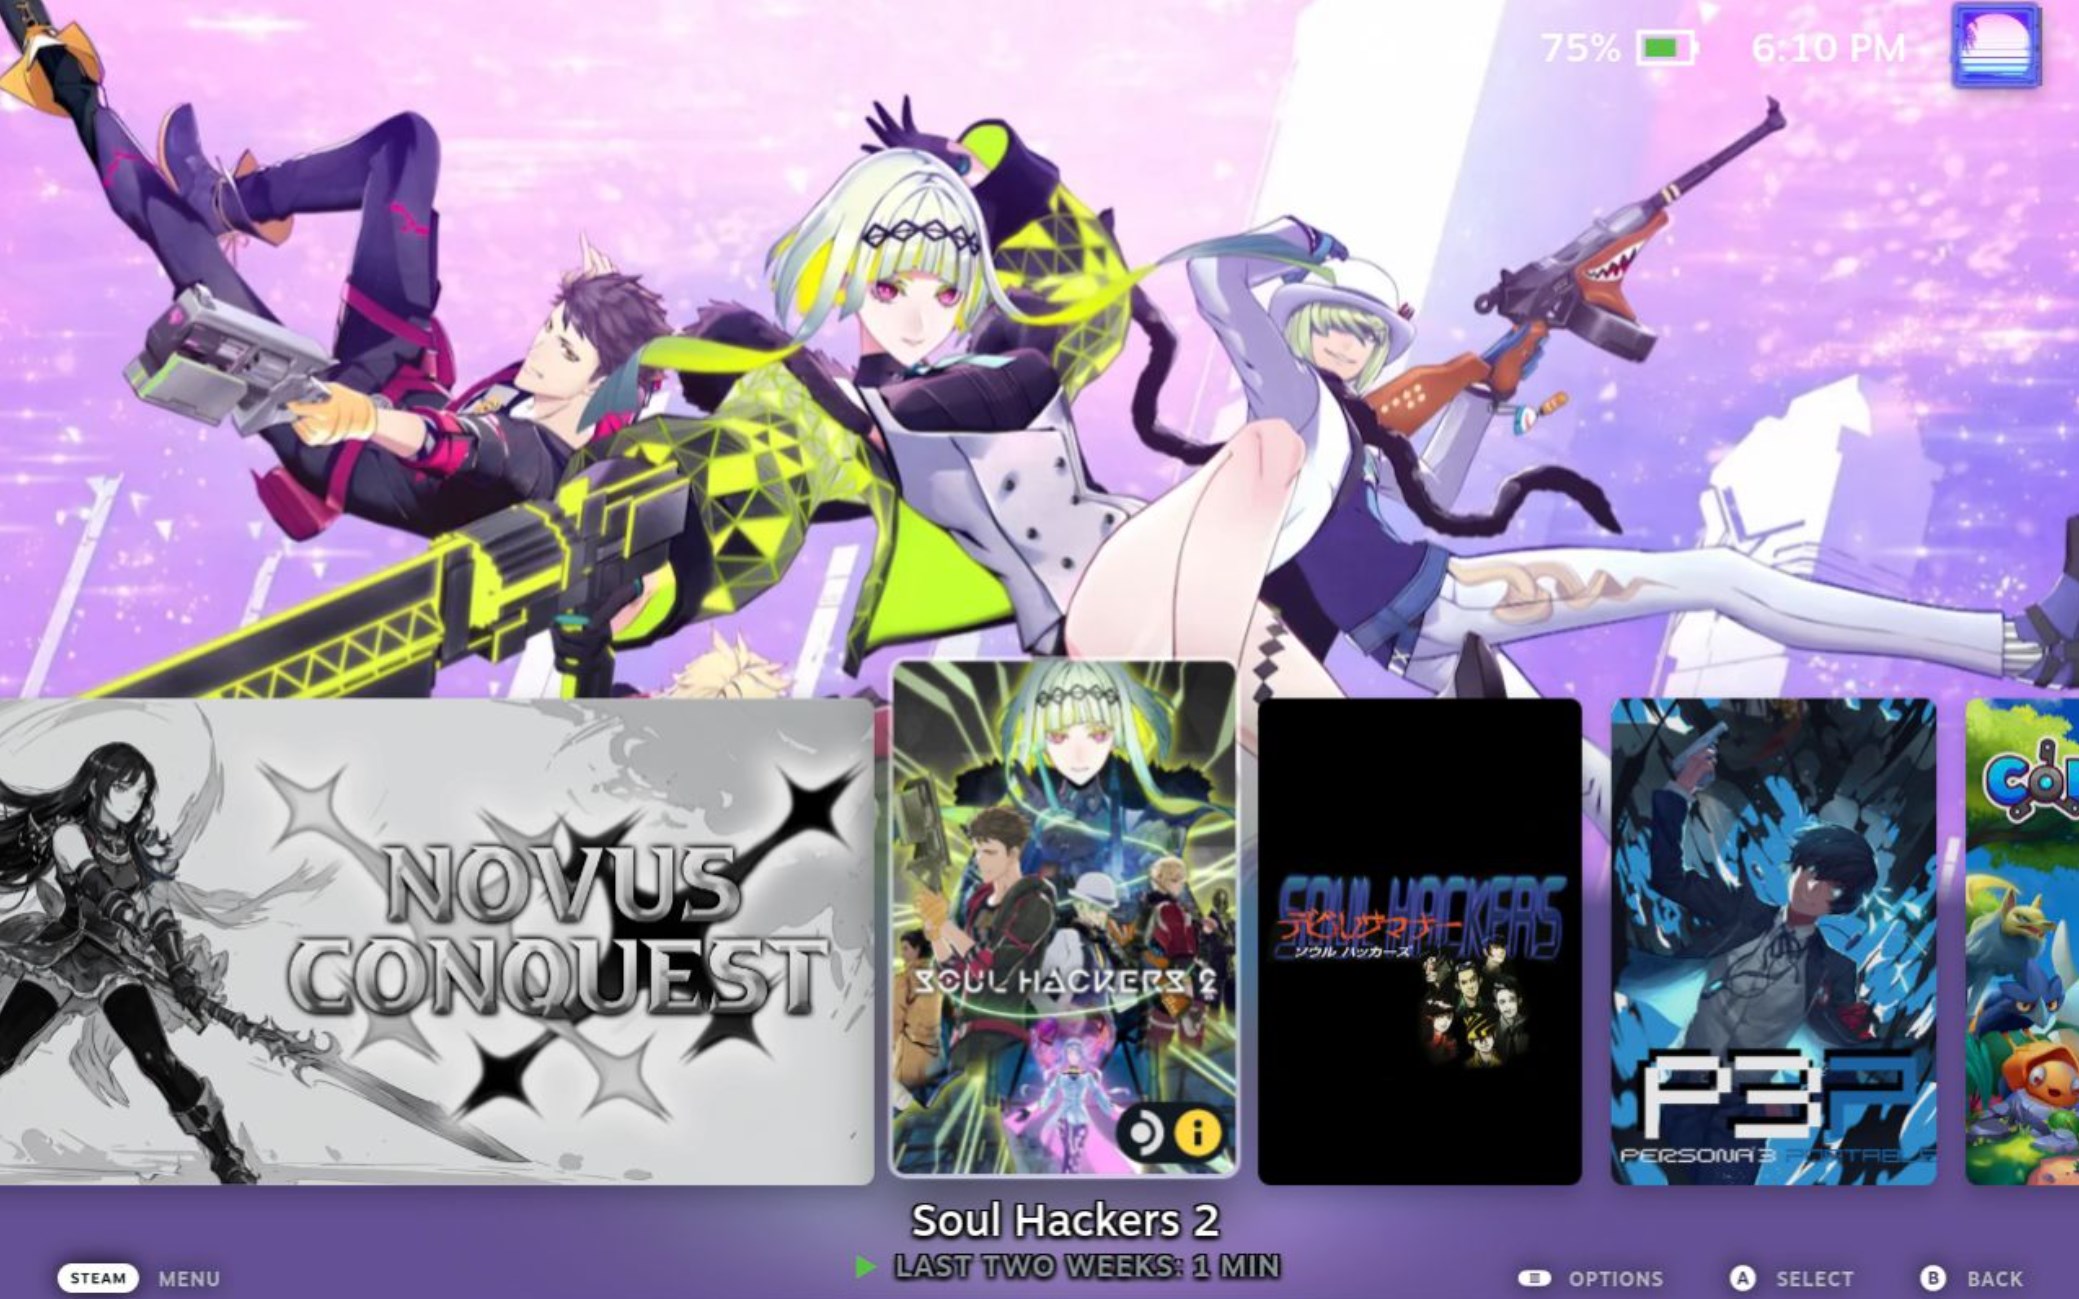 75%
6:10 PM
NOVUS
CONQUEST
SOUL HACKERS 2
SOUL HACKERS
デビルサマナー
ソウル ハッカーズ
P3P
PERSONA3 PORTABLE
Soul Hackers 2
LAST TWO WEEKS: 1 MIN
STEAM MENU
OPTIONS A SELECT B BACK